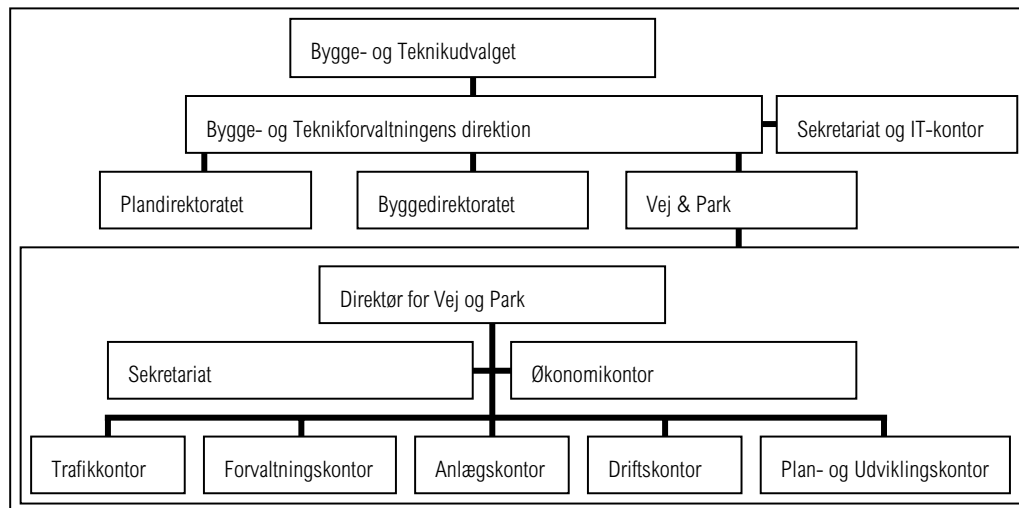 Bygge- og Teknikudvalget
Bygge- og Teknikforvaltningens direktion
Sekretariat og IT-kontor
Plandirektoratet
Byggedirektoratet
Vej & Park
Direktør for Vej og Park
Sekretariat
Økonomikontor
Trafikkontor
Forvaltningskontor
Anlægskontor
Driftskontor
Plan- og Udviklingskontor